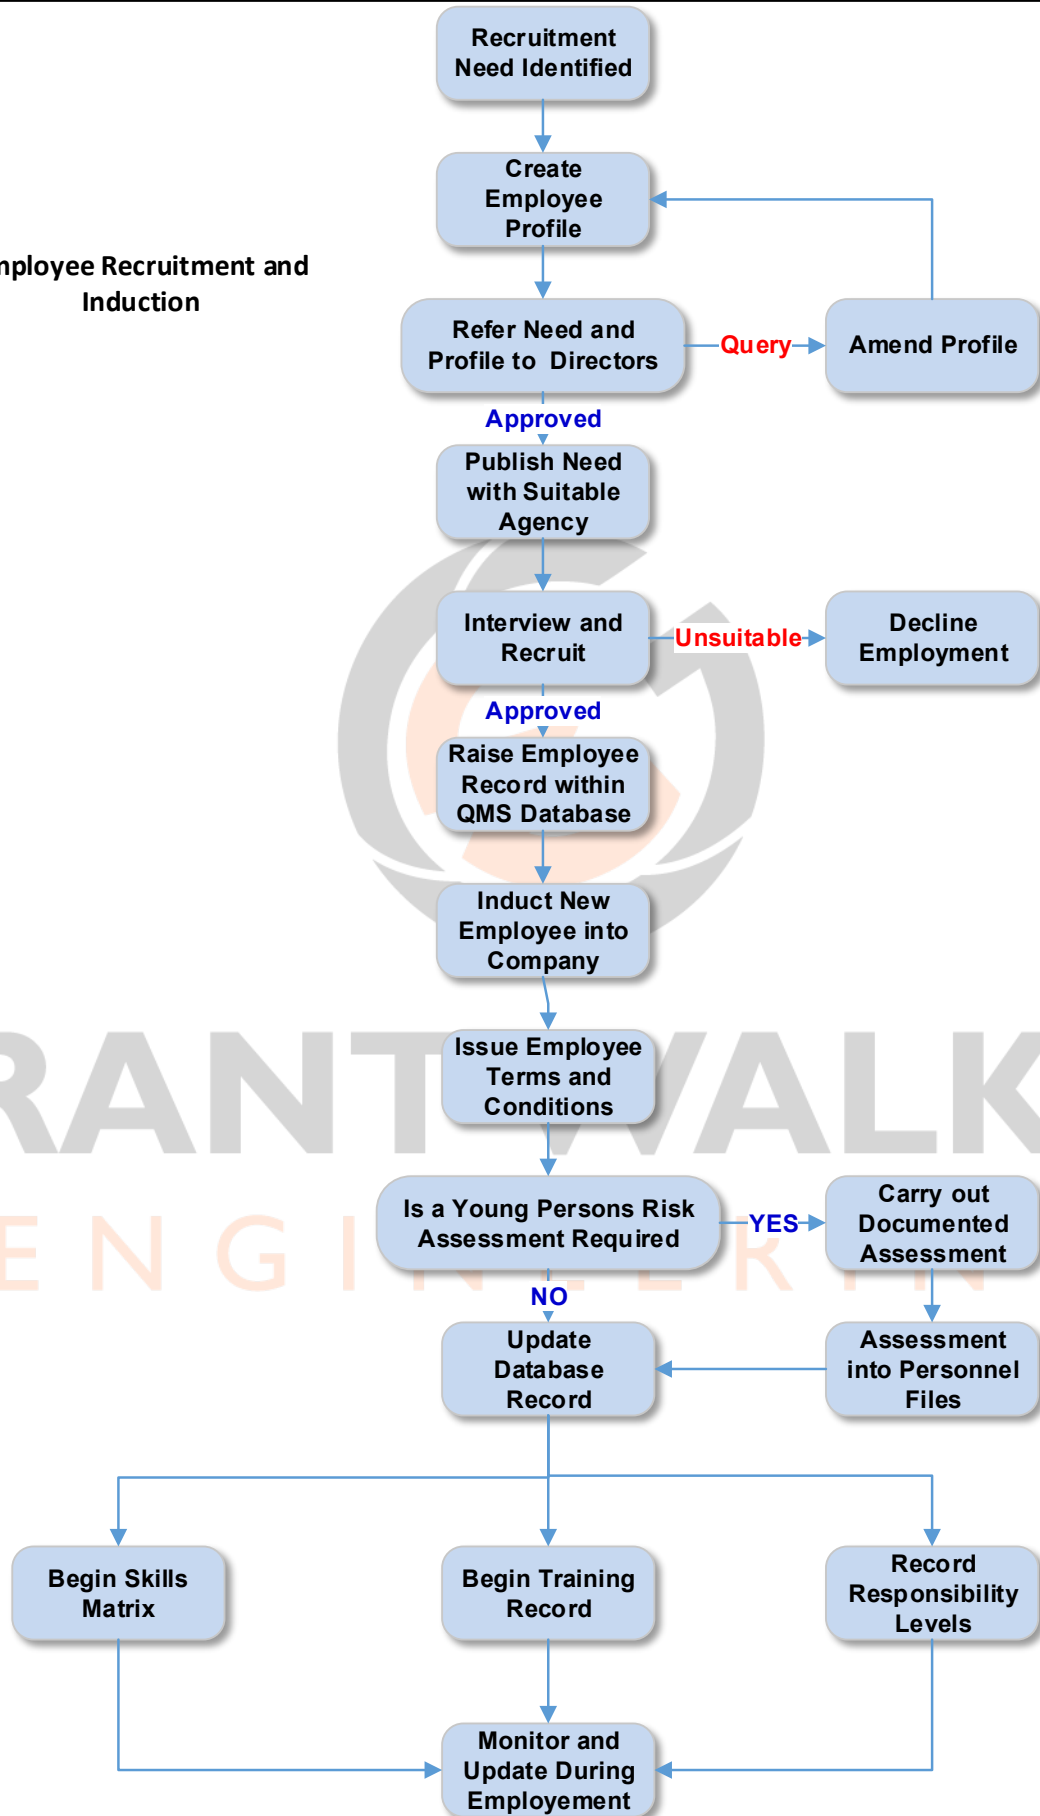 Recruitment
Need Identified
Create
Employee
Profile
mployee Recruitment and
Induction
Refer Need and
Profile to Directors
Query
Amend Profile
Approved
Publish Need
with Suitable
Agency
Interview and
Recruit
Unsuitable
Decline
Employment
Approved
Raise Employee
Record within
QMS Database
Induct New
Employee into
Company
Issue Employee
Terms and
Conditions
RANT WALK
Is a Young Persons Risk
Assessment Required
YES
Carry out
Documented
Assessment
ENGINEERIN
NO
Update
Database
Record
Assessment
into Personnel
Files
Begin Skills
Matrix
Begin Training
Record
Record
Responsibility
Levels
Monitor and
Update During
Employement